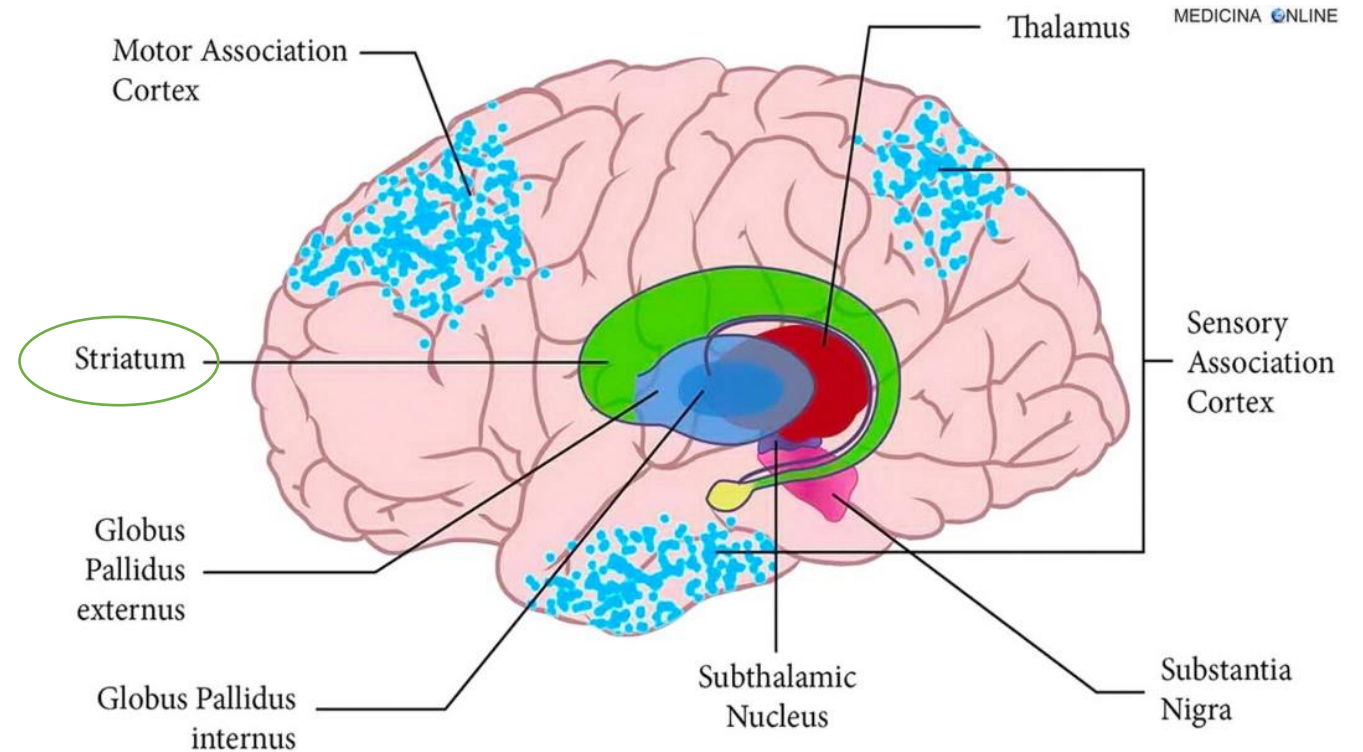 MEDICINA ONLINE
Motor Association
Cortex
Thalamus
Striatum
Sensory
Association
Cortex
Globus
Pallidus
externus
Globus Pallidus
internus
Subthalamic
Nucleus
Substantia
Nigra